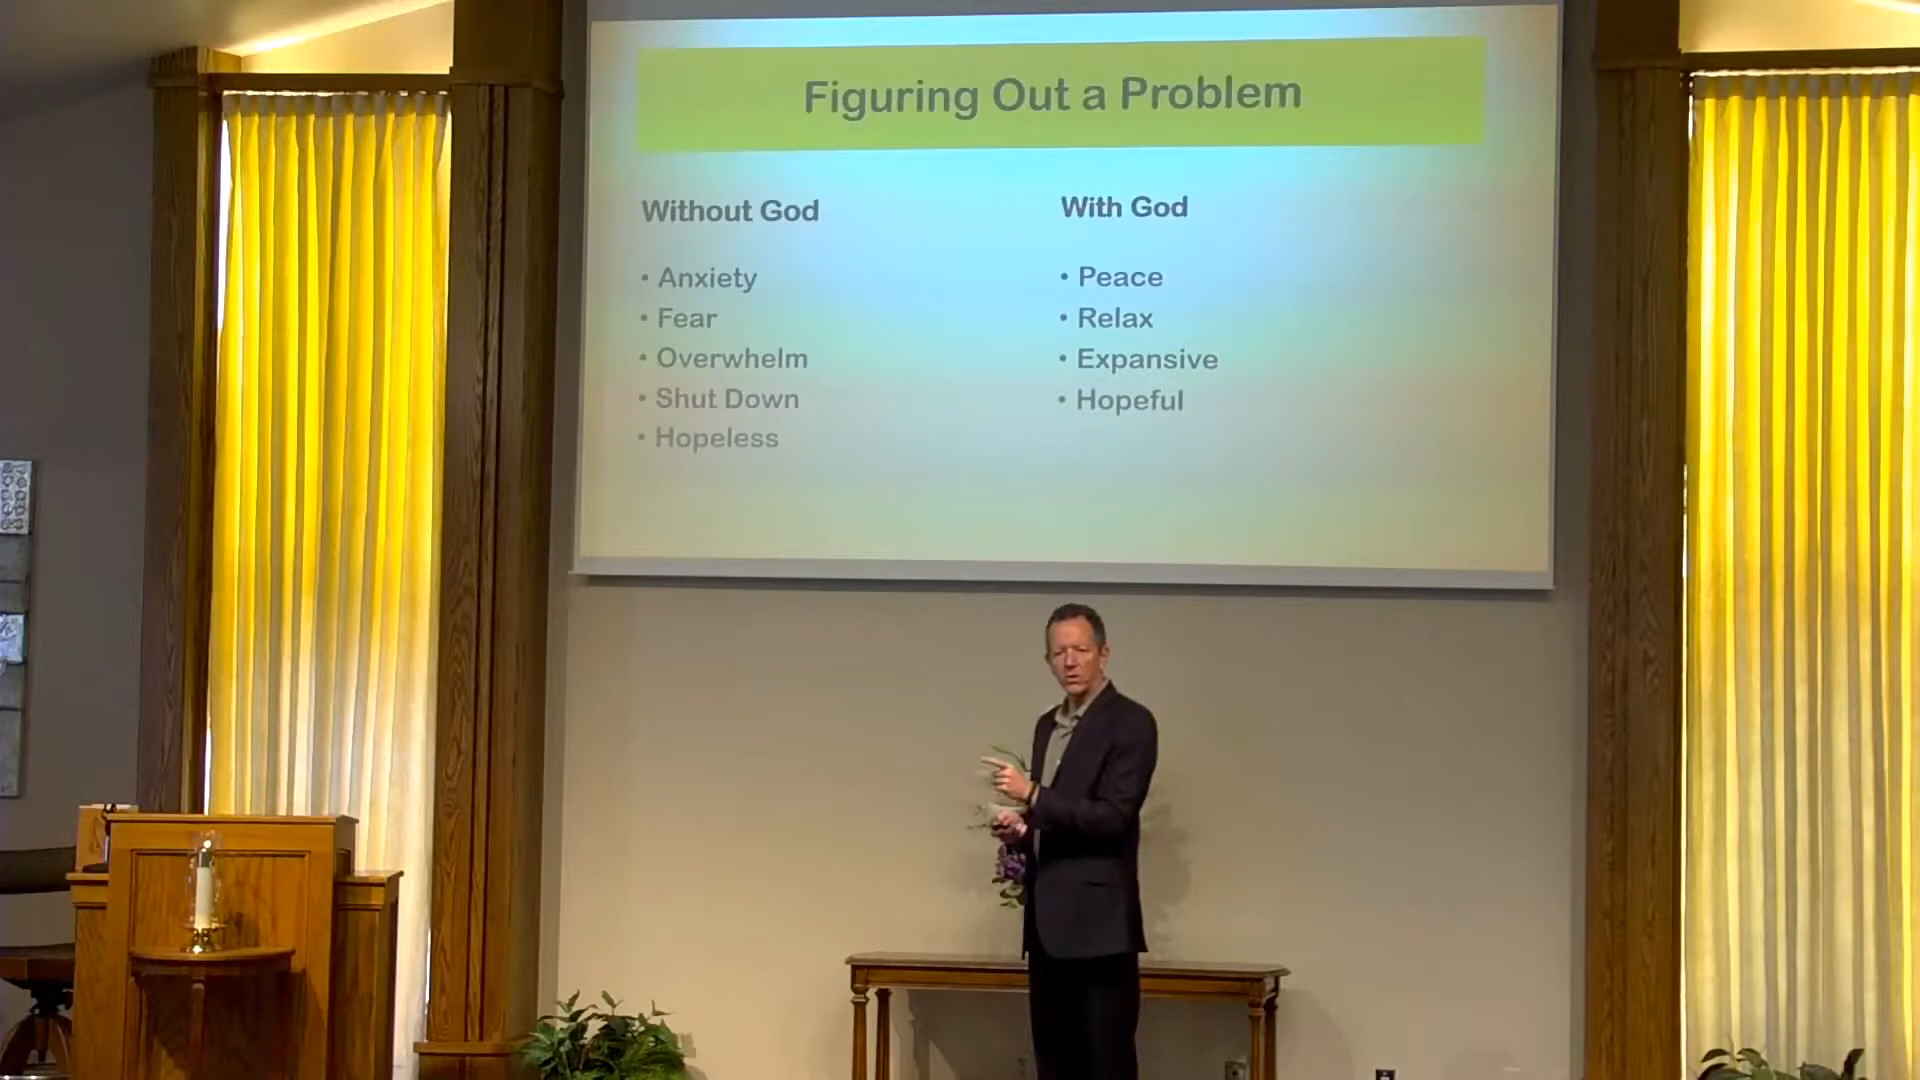 Figuring Out a Problem
Without God
• Anxiety
• Fear
• Overwhelm
• Shut Down
• Hopeless
With God
• Peace
• Relax
• Expansive
• Hopeful